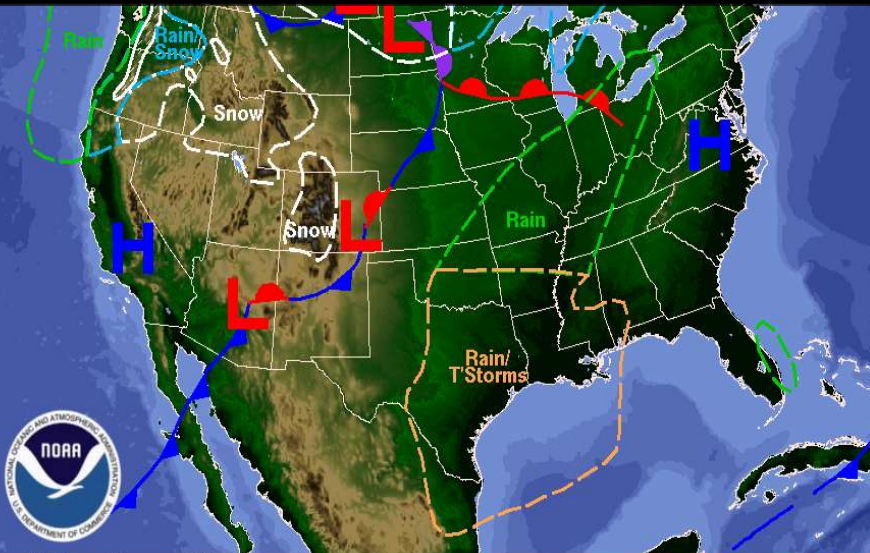 L
L
Rain
Rain/
Snow
Snow
H
Snow
L
Rain
H
L
Rain/
T'Storms
NATIONAL OCEANIC AND ATMOSPHERIC ADMINISTRATION
NOAA
U.S. DEPARTMENT OF COMMERCE